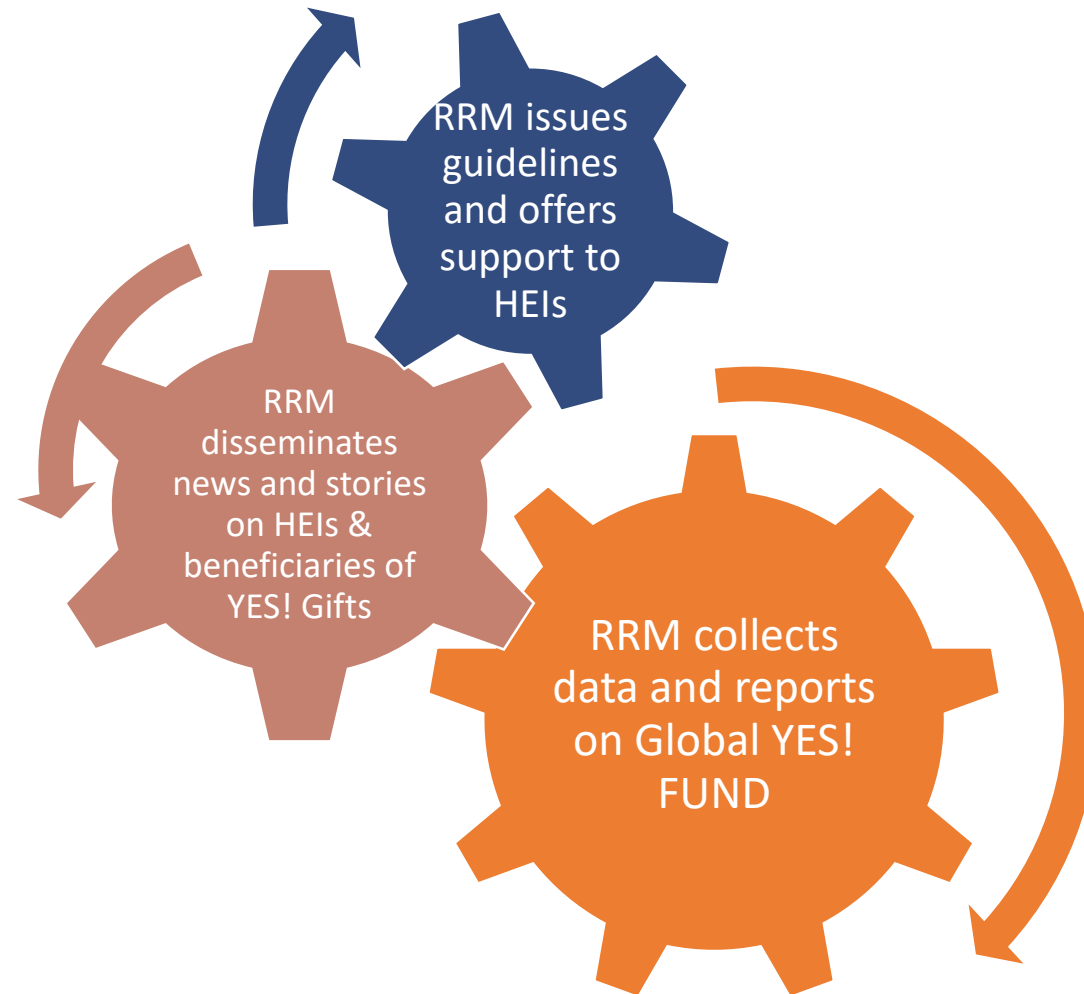 RRM issues
guidelines
and offers
support to
HEIs
RRM
disseminates
news and stories
on HEIs &
beneficiaries of
YES! Gifts
RRM collects
data and reports
on Global YES!
FUND